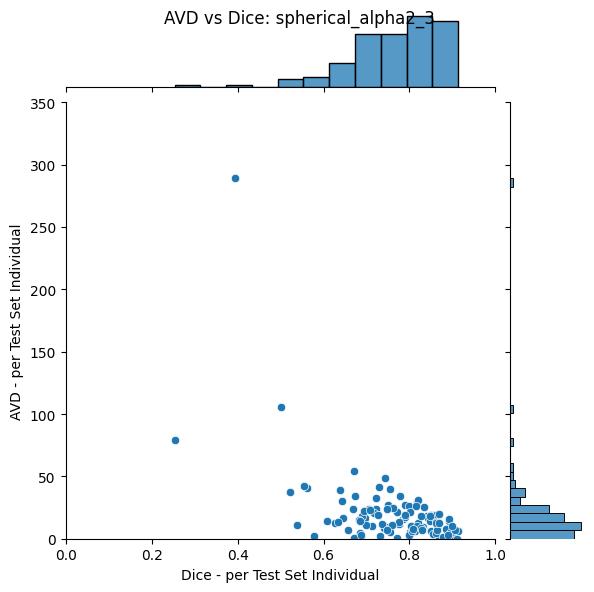 AVD vs Dice: spherical_alpha2_3
350
300
250
200
150
100
50
0
AVD - per Test Set Individual
0.0 0.2 0.4 0.6 0.8 1.0
Dice - per Test Set Individual